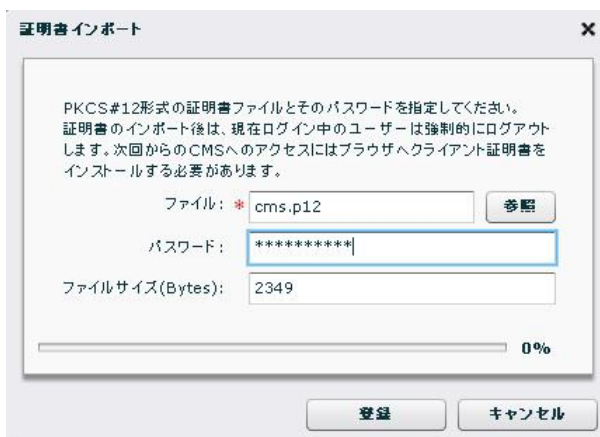 証明書インポート
PKCS#12形式の証明書ファイルとそのパスワードを指定してください。
証明書のインポート後は、現在ログイン中のユーザーは強制的にログアウト
します。次回からのCMSへのアクセスにはブラウザへクライアント証明書を
インストールする必要があります。
ファイル: * cms.p12 参照
パスワード: **********
ファイルサイズ(Bytes): 2349
0%
登録 キャンセル